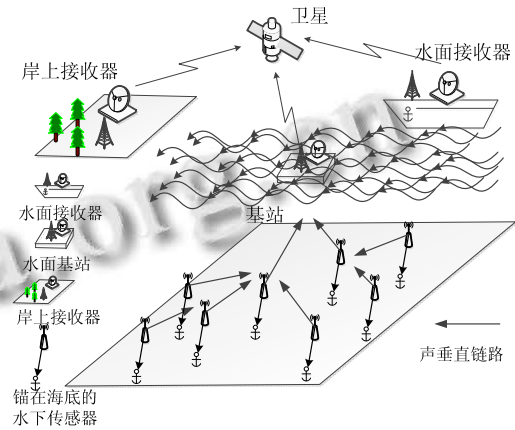 卫星
水面接收器
岸上接收器
水面接收器
基站
水面基站
岸上接收器
声垂直链路
锚在海底的
水下传感器